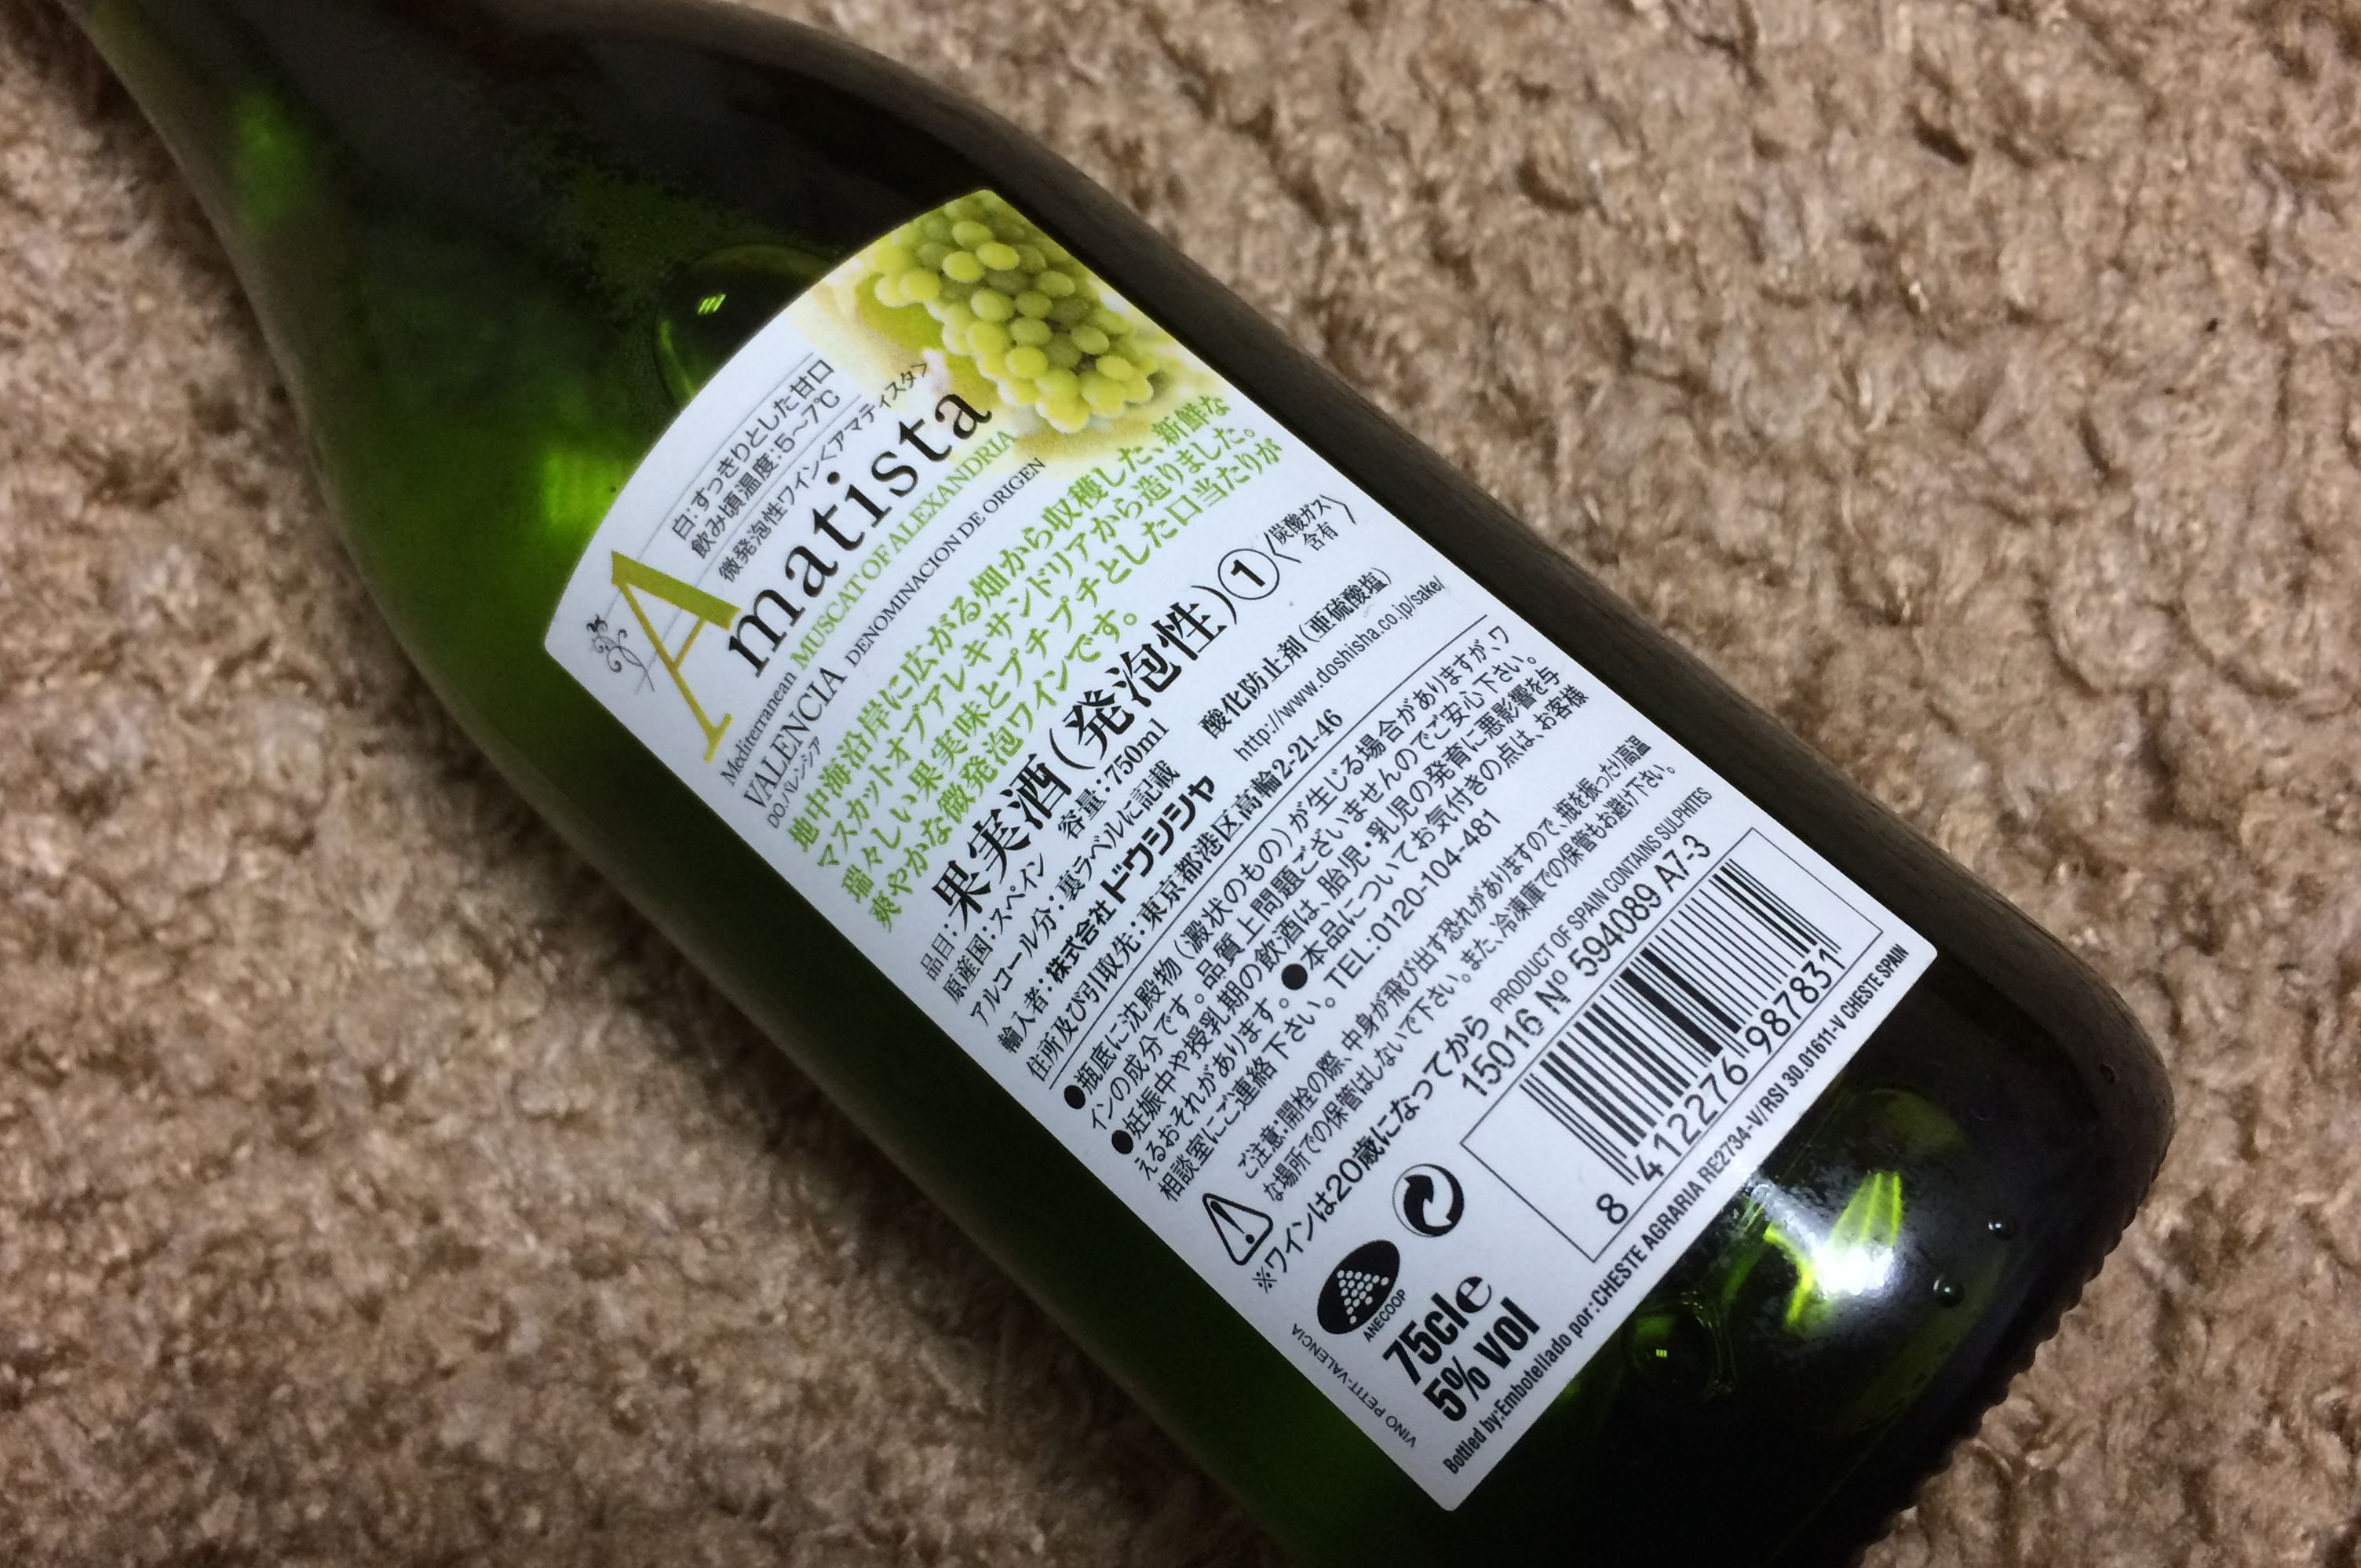 白:すっきりとした甘口
飲み頃温度:5〜7℃
微発泡性ワイン<アマティスタ>
Amatista
Mediterranean MUSCAT OF ALEXANDRIA
VALENCIA DENOMINACION DE ORIGEN
DO.バレンシア
地中海沿岸に広がる畑から収穫した、新鮮な
マスカットオブアレキサンドリアから造りました。
瑞々しい果実味とプチプチとした口当たりが
爽やかな微発泡ワインです。
品目:果実酒(発泡性)①〈炭酸ガス
含有〉
原産国:スペイン 容量:750ml 酸化防止剤(亜硫酸塩)
アルコール分:裏ラベルに記載 http://www.doshisha.co.jp/sake/
輸入者:株式会社ドウシシャ
住所及び引取先:東京都港区高輪2-21-46
●瓶底に沈殿物(澱状のもの)が生じる場合がありますが、ワ
インの成分です。品質上問題ございませんのでご安心下さい。
●妊娠中や授乳期の飲酒は、胎児・乳児の発育に悪影響を与
えるおそれがあります。●本品についてお気付きの点は、お客様
相談室にご連絡下さい。TEL:0120-104-481
ご注意:開栓の際、中身が飛び出す恐れがありますので、瓶を振ったり高温
な場所での保管はしないで下さい。また、冷凍庫での保管もお避け下さい。
※ワインは20歳になってから PRODUCT OF SPAIN CONTAINS SULPHITES
15016 Nº 594089 A7-3
8 412276 987831
ANECOOP
75cl e
5% vol
VINO PETIT-VALENCIA
Bottled by:Embotellado por:CHESTE AGRARIA RE2734-V/RSI 30.01611-V CHESTE SPAIN